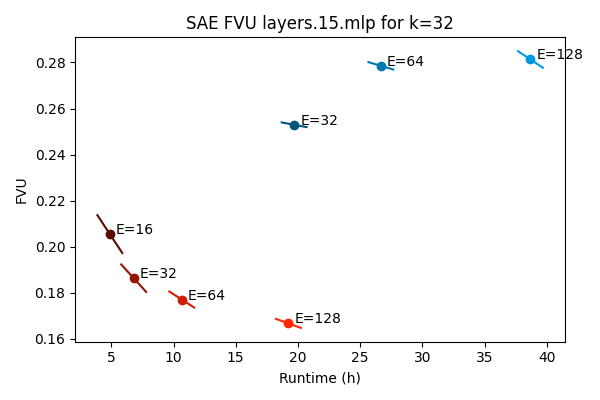 SAE FVU layers.15.mlp for k=32
FVU
0.28
0.26
0.24
0.22
0.20
0.18
0.16
E=64
E=128
E=32
E=16
E=32
E=64
E=128
5
10
15
20
25
30
35
40
Runtime (h)